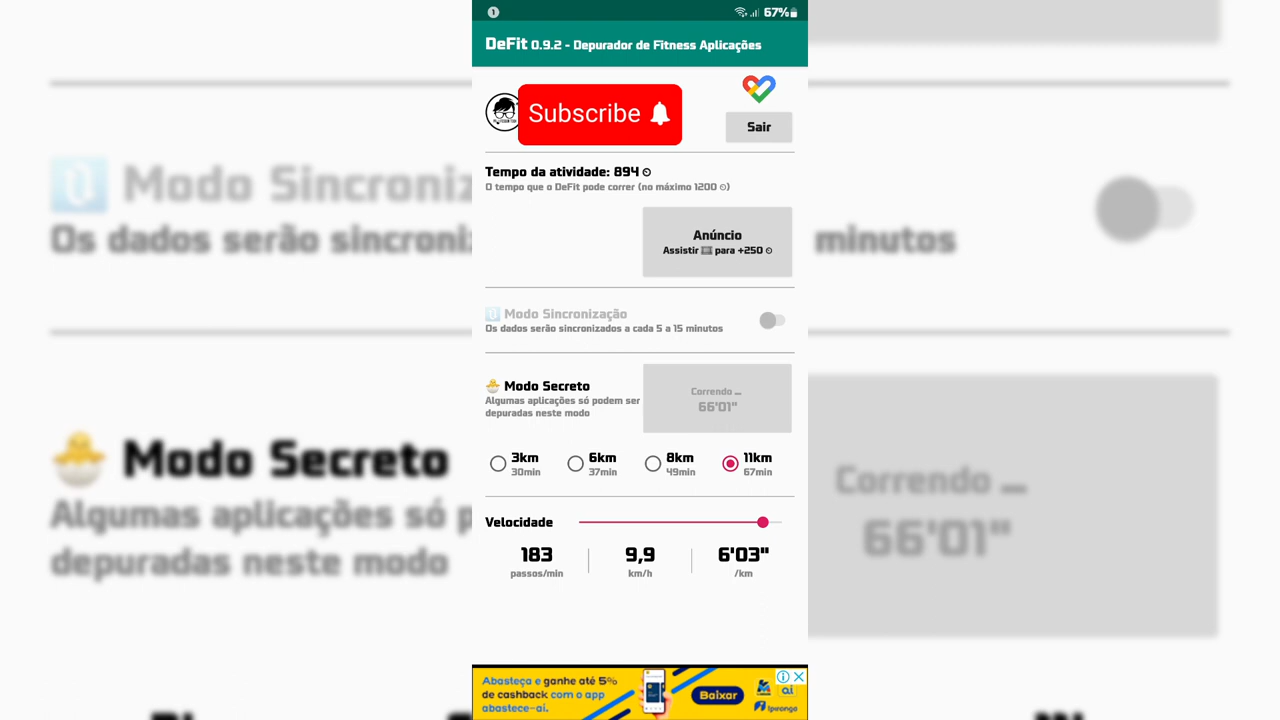 1
67%
DeFit 0.9.2 - Depurador de Fitness Aplicações
Subscribe
Sair
Tempo da atividade: 894
O tempo que o DeFit pode correr (no máximo 1200 )
Anúncio
Assistir para +250
Modo Sincronização
Os dados serão sincronizados a cada 5 a 15 minutos
Modo Secreto
Algumas aplicações só podem ser
depuradas neste modo
Correndo ...
66'01"
3km
30min
6km
37min
8km
49min
11km
67min
Velocidade
183
passos/min
9,9
km/h
6'03"
/km
Abasteça e ganhe até 5%
de cashback com o app
abastece-aí.
Baixar
ai
Ipiranga
Modo Sincroniz
Os dados serão sincroni
minutos
Modo Secreto
Algumas aplicações só p
depuradas neste modo
Correndo ...
66'01"